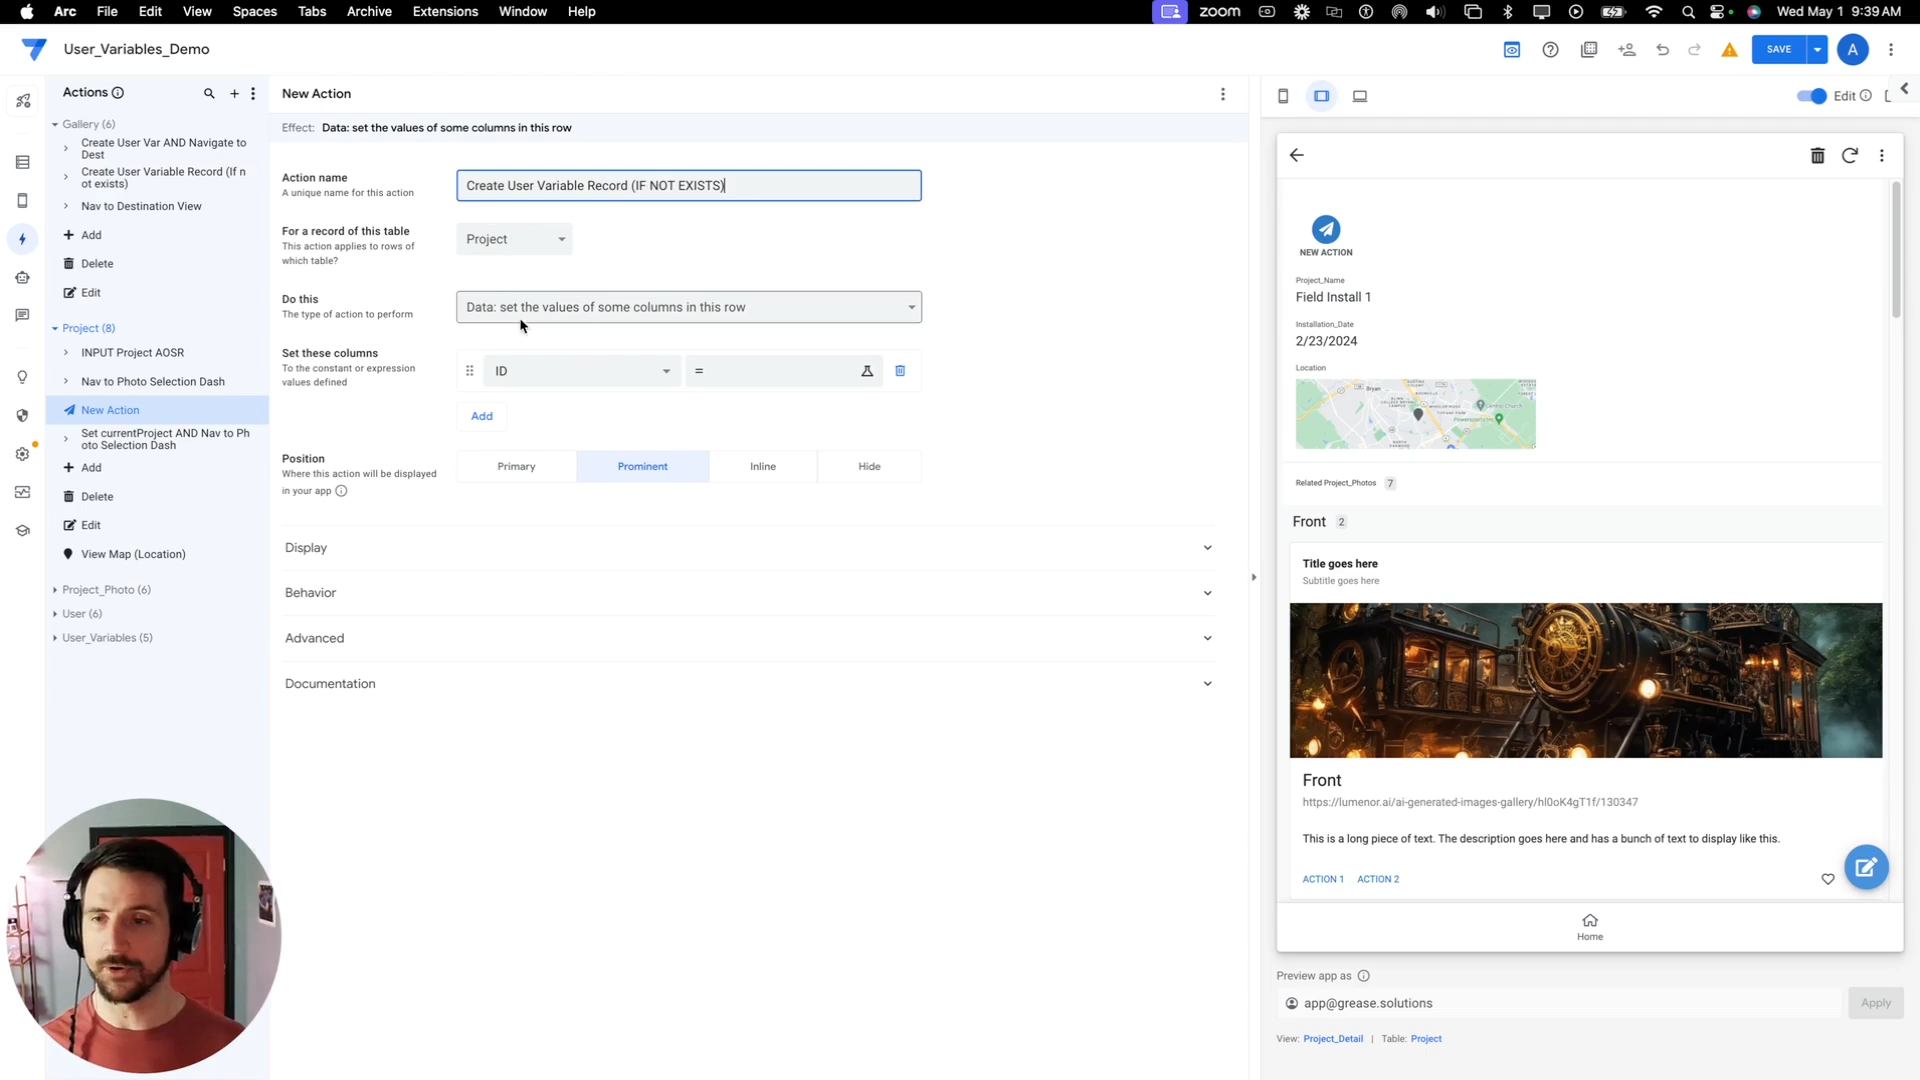 Arc File Edit View Spaces Tabs Archive Extensions Window Help zoom Wed May 1 9:39 AM
User_Variables_Demo
SAVE
A
Actions
Gallery (6)
Create User Var AND Navigate to
Dest
Create User Variable Record (If n
ot exists)
Nav to Destination View
Add
Delete
Edit
Project (8)
INPUT Project AOSR
Nav to Photo Selection Dash
New Action
Set currentProject AND Nav to Ph
oto Selection Dash
Add
Delete
Edit
View Map (Location)
Project_Photo (6)
User (6)
User_Variables (5)
New Action
Effect: Data: set the values of some columns in this row
Action name
A unique name for this action
Create User Variable Record (IF NOT EXISTS)
For a record of this table
This action applies to rows of
which table?
Project
Do this
The type of action to perform
Data: set the values of some columns in this row
Set these columns
To the constant or expression
values defined
ID
=
Add
Position
Where this action will be displayed
in your app
Primary
Prominent
Inline
Hide
Display
Behavior
Advanced
Documentation
Edit
NEW ACTION
Project_Name
Field Install 1
Installation_Date
2/23/2024
Location
Bryan
Related Project_Photos 7
Front 2
Title goes here
Subtitle goes here
Front
https://lumenor.ai/ai-generated-images-gallery/hl0oK4gT1f/130347
This is a long piece of text. The description goes here and has a bunch of text to display like this.
ACTION 1 ACTION 2
Home
Preview app as
app@grease.solutions
Apply
View: Project_Detail | Table: Project